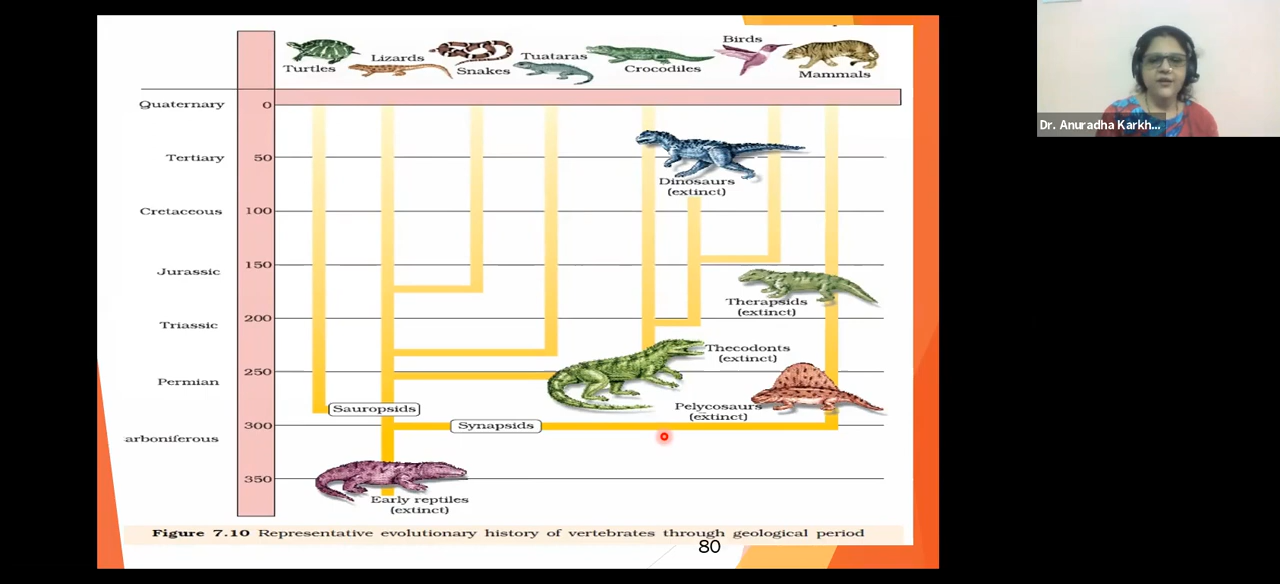 Turtles
Lizards
Snakes
Tuataras
Crocodiles
Birds
Mammals
Quaternary
0
Tertiary
50
Cretaceous
100
Jurassic
150
Triassic
200
Permian
250
300
arboniferous
350
Dinosaurs
(extinct)
Therapsids
(extinct)
Thecodonts
(extinct)
Pelycosaurs
(extinct)
Sauropsids
Synapsids
Early reptiles
(extinct)
Figure 7.10 Representative evolutionary history of vertebrates through geological period
80
Dr. Anuradha Karkh...